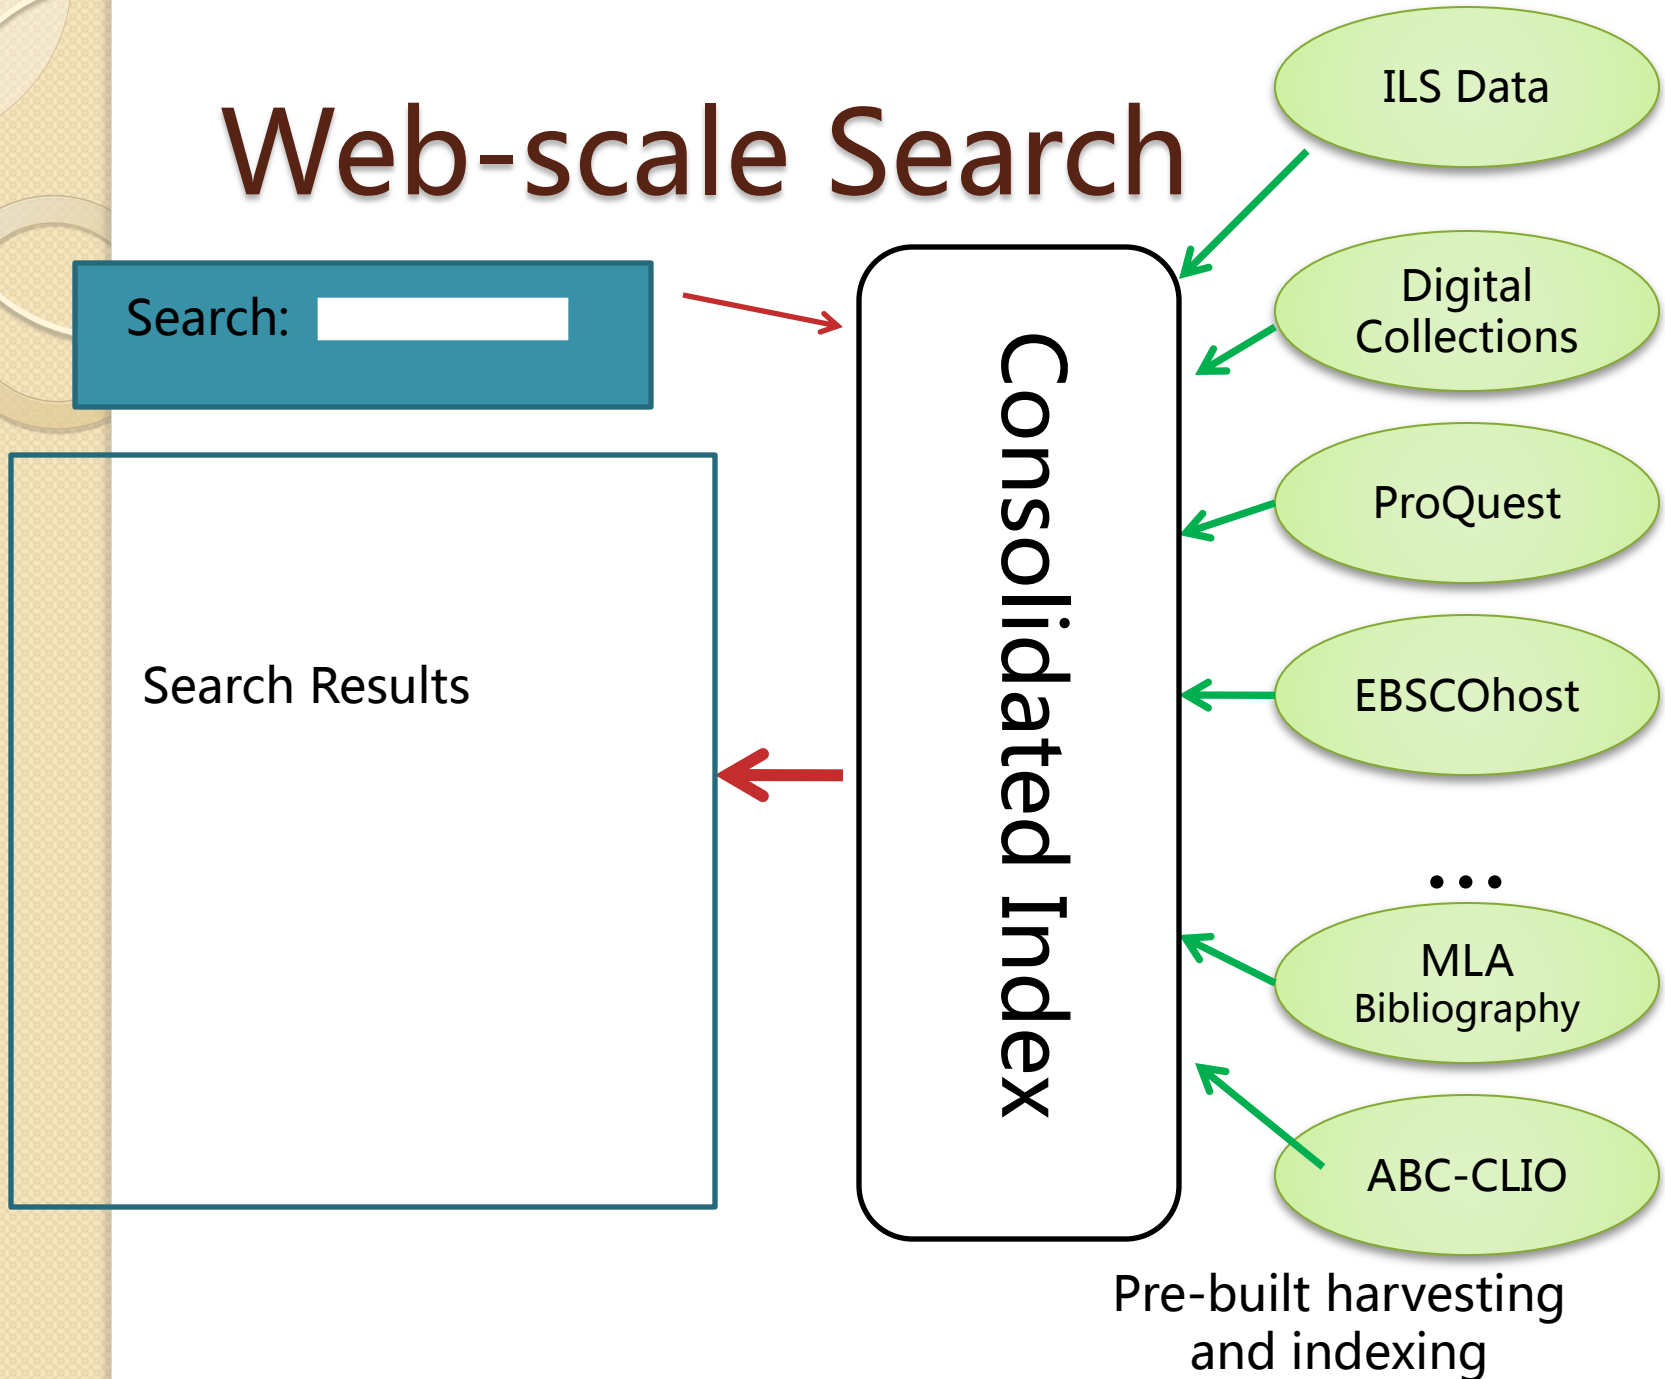 Web-scale Search
Search:
Search Results
Consolidated Index
ILS Data
Digital
Collections
ProQuest
EBSCOhost
...
MLA
Bibliography
ABC-CLIO
Pre-built harvesting
and indexing